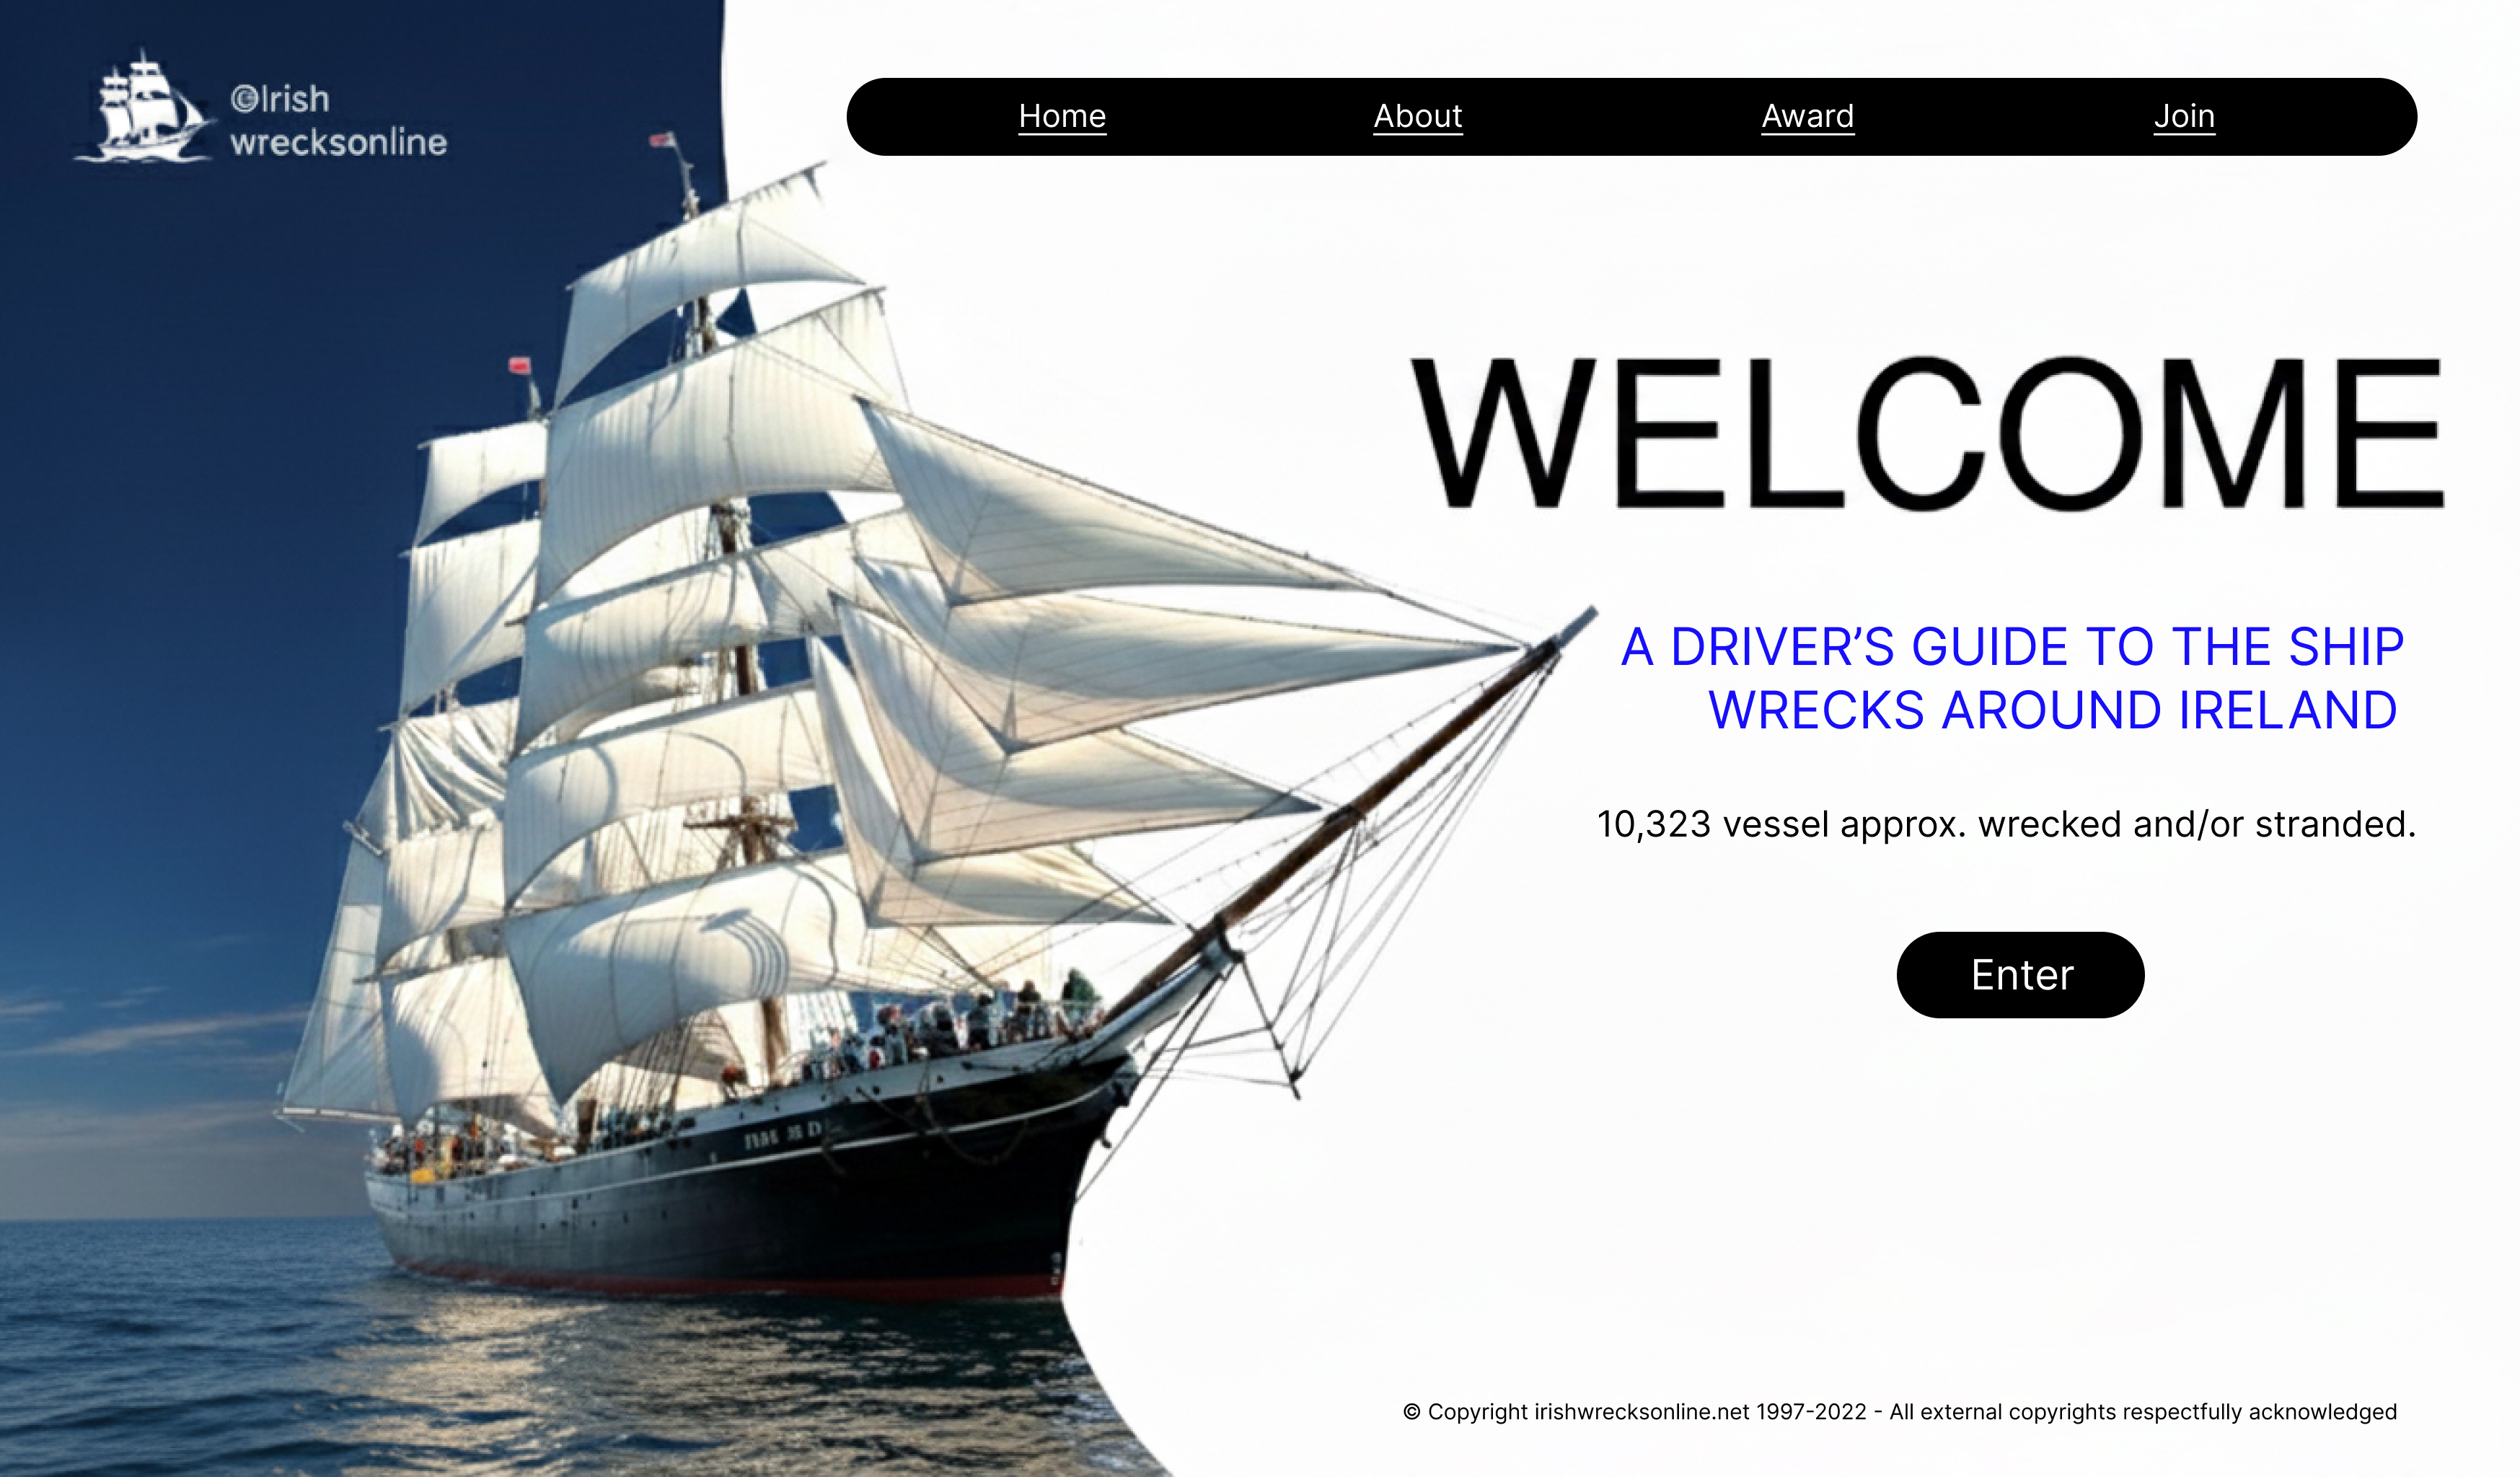 ©Irish
wrecksonline
Home About Award Join
WELCOME
A DRIVER’S GUIDE TO THE SHIP
WRECKS AROUND IRELAND
10,323 vessel approx. wrecked and/or stranded.
Enter
© Copyright irishwrecksonline.net 1997-2022 - All external copyrights respectfully acknowledged